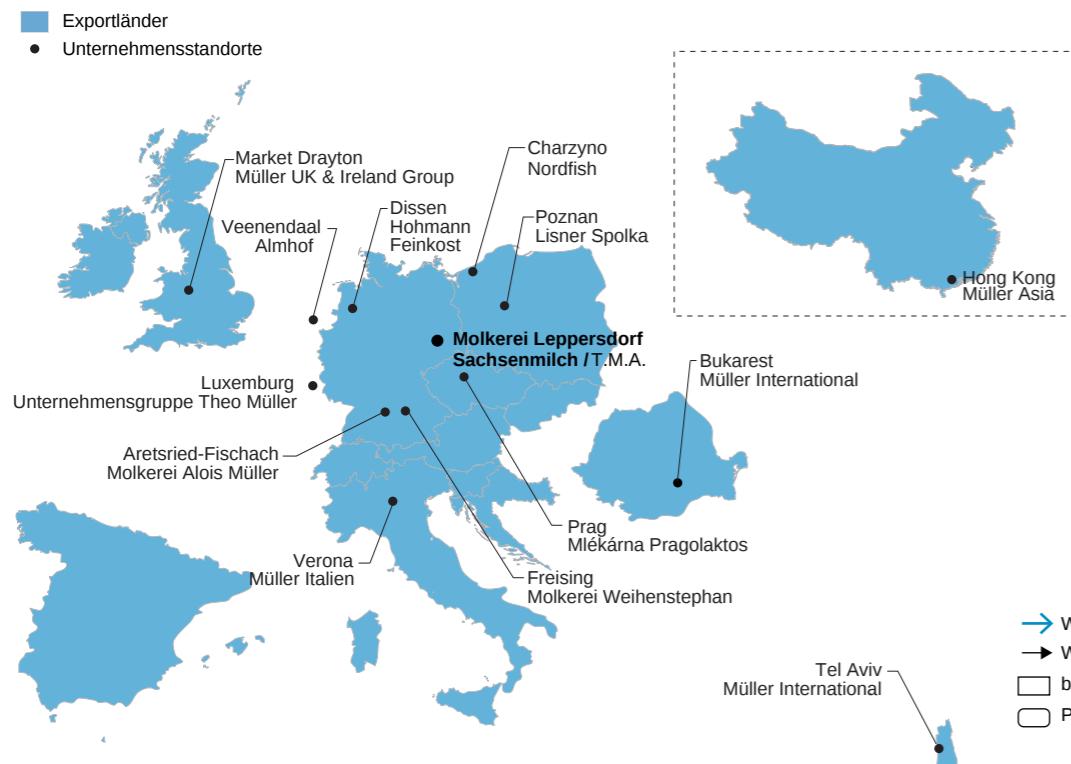 Exportländer
Unternehmensstandorte
Market Drayton
Müller UK & Ireland Group
Veenendaal
Almhof
Dissen
Hohmann
Feinkost
Charzyno
Nordfish
Poznan
Lisner Spolka
Hong Kong
Müller Asia
Molkerei Leppersdorf
Sachsenmilch / T.M.A.
Bukarest
Müller International
Luxemburg
Unternehmensgruppe Theo Müller
Aretsried-Fischach
Molkerei Alois Müller
Verona
Müller Italien
Prag
Mlékárna Pragolaktos
Freising
Molkerei Weihenstephan
Tel Aviv
Müller International